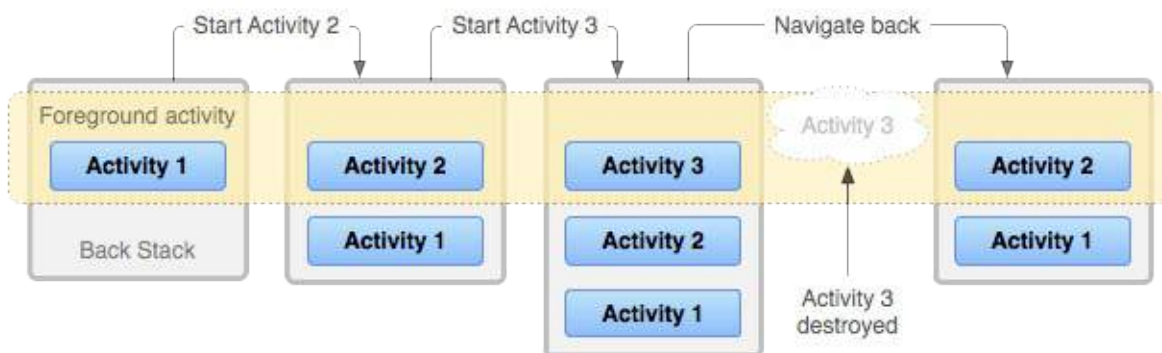 Start Activity 2
Start Activity 3
Navigate back
Foreground activity
Activity 1
Back Stack
Activity 2
Activity 1
Activity 3
Activity 2
Activity 1
Activity 3
Activity 3
destroyed
Activity 2
Activity 1